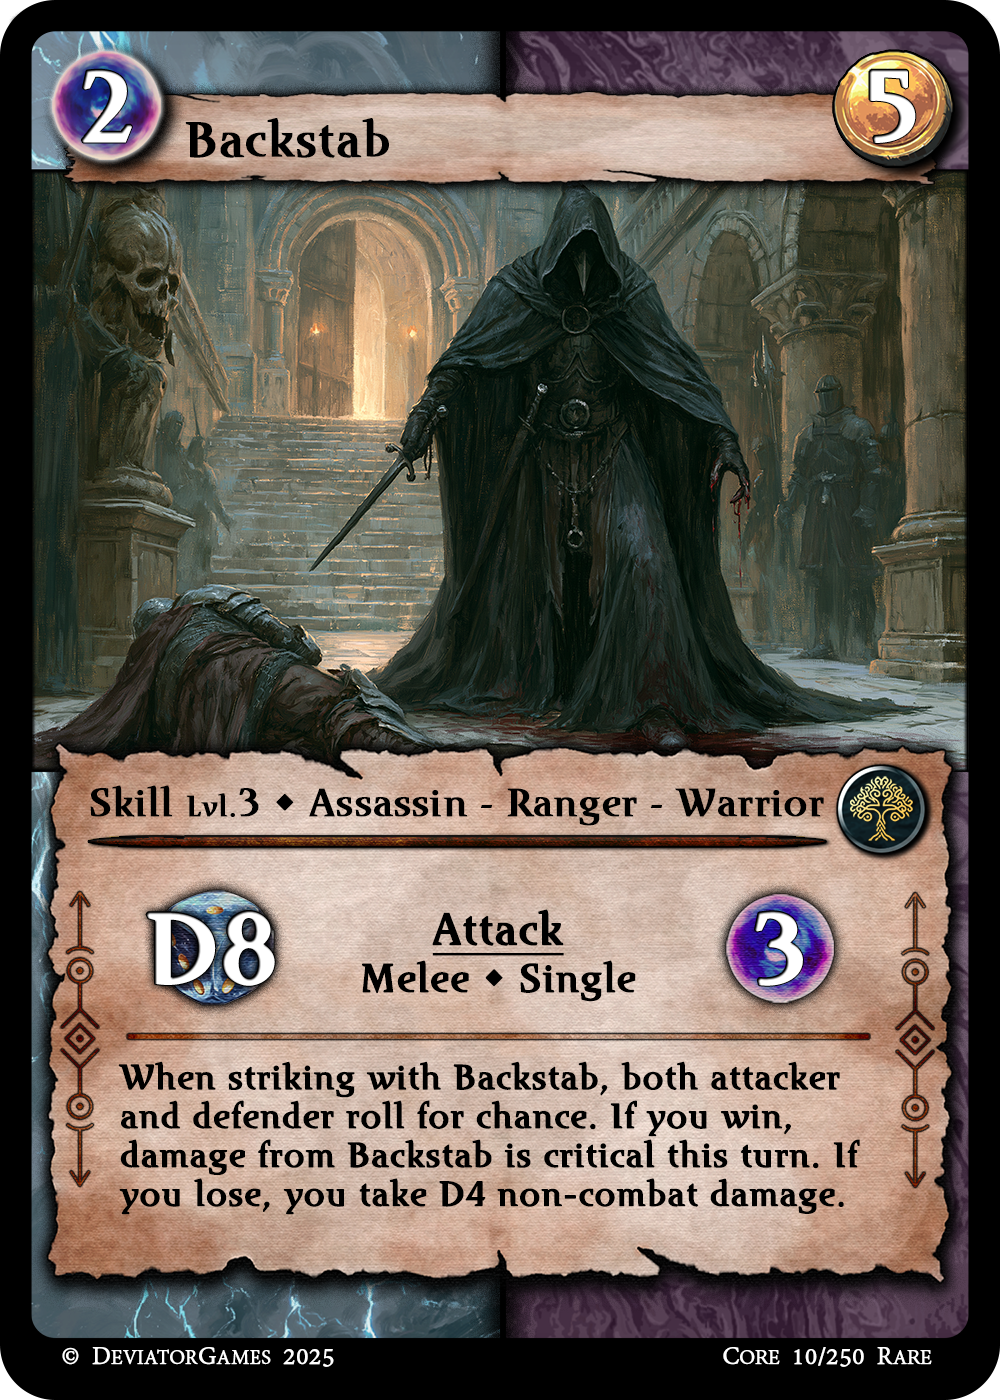 2
Backstab
5
Skill Lvl.3 ◆ Assassin - Ranger - Warrior
D8
Attack
3
Melee ◆ Single
When striking with Backstab, both attacker
and defender roll for chance. If you win,
damage from Backstab is critical this turn. If
you lose, you take D4 non-combat damage.
© DeviatorGames 2025
Core 10/250 Rare